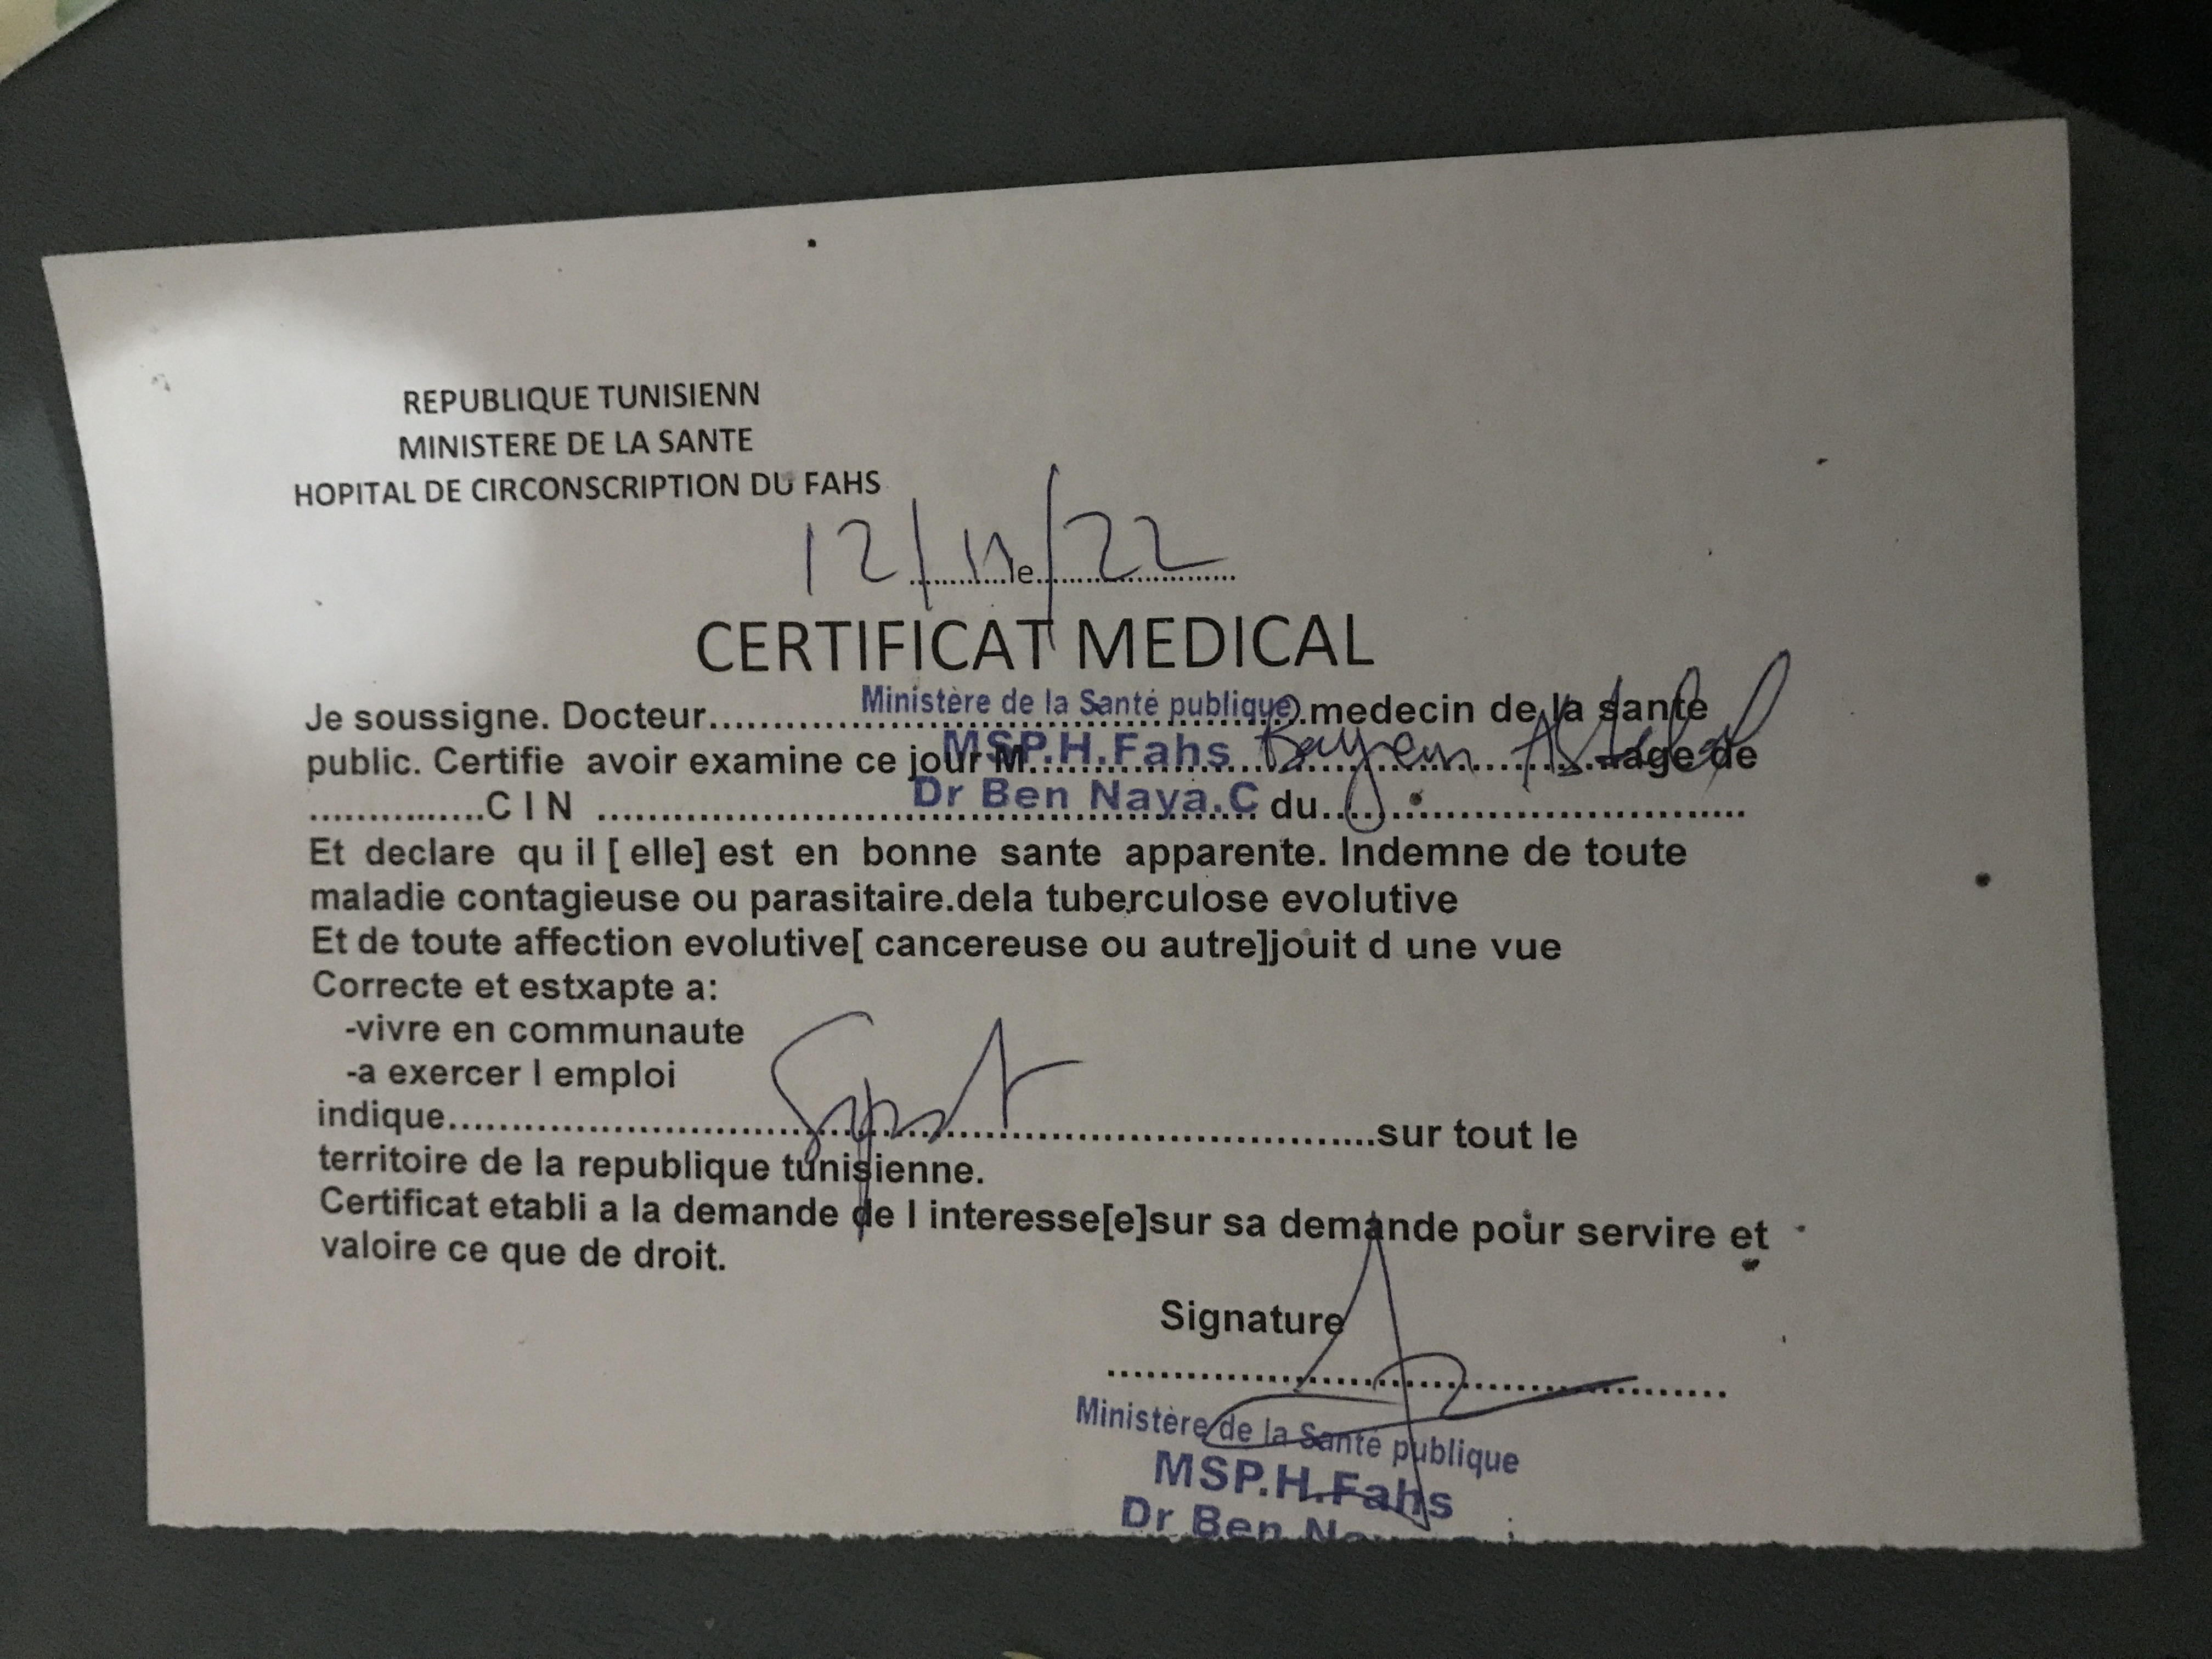 REPUBLIQUE TUNISIENN
MINISTERE DE LA SANTE
HOPITAL DE CIRCONSCRIPTION DU FAHS
12/11/22
le....................
CERTIFICAT MEDICAL
Je soussigne. Docteur....................medecin de la sante
Ministère de la Santé publique
public. Certifie avoir examine ce jour M....................age de
MSP.H.Fahs
..............C I N ....................du....................
Dr Ben Naya.C
Et declare qu il [ elle] est en bonne sante apparente. Indemne de toute
maladie contagieuse ou parasitaire.dela tuberculose evolutive
Et de toute affection evolutive[ cancereuse ou autre]jouit d une vue
Correcte et estxapte a:
-vivre en communaute
-a exercer l emploi
indique....................sur tout le
territoire de la republique tunisienne.
Certificat etabli a la demande de l interesse[e]sur sa demande pour servire et
valoire ce que de droit.
Signature
Ministère de la Santé publique
MSP.H.Fahs
Dr Ben